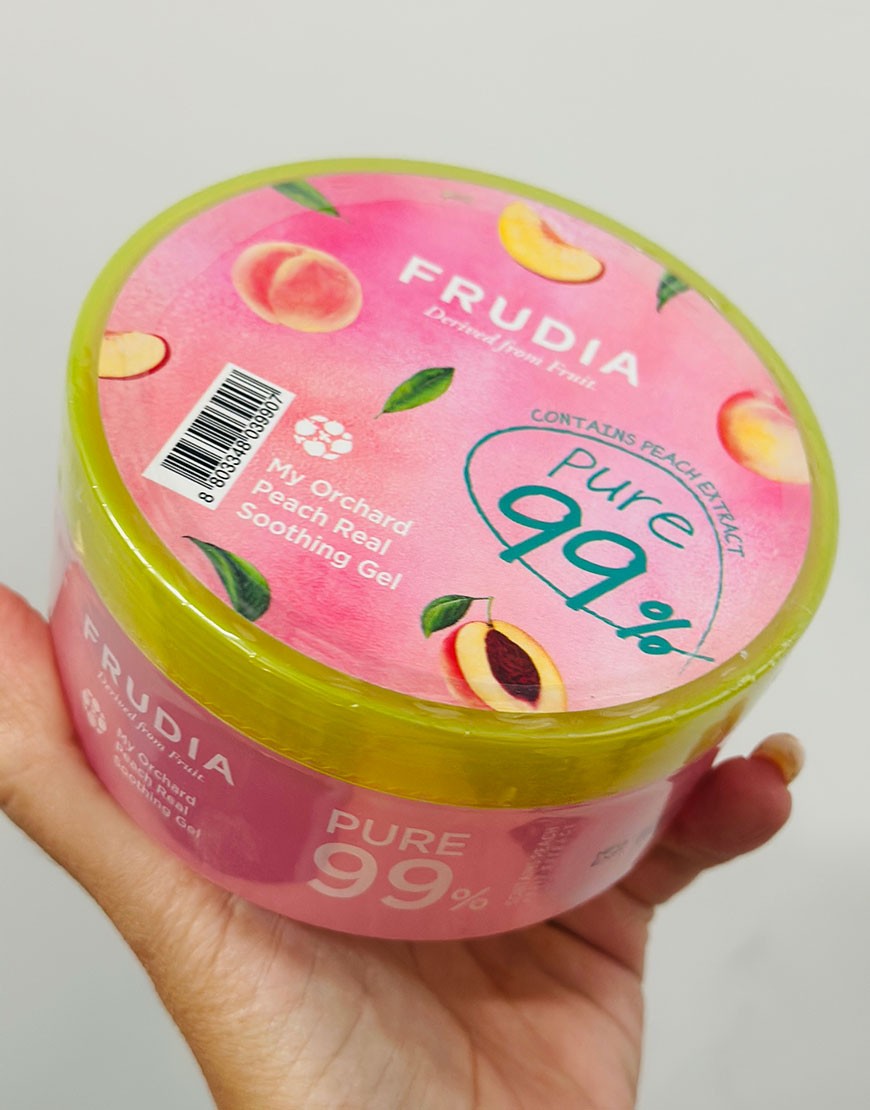 FRUDIA
Derived from Fruit.
CONTAINS PEACH EXTRACT
pure
99%
8 803348 039907
My Orchard
Peach Real
Soothing Gel
FRUDIA
Derived from Fruit
My Orchard
Peach Real
Soothing Gel
PURE
99%